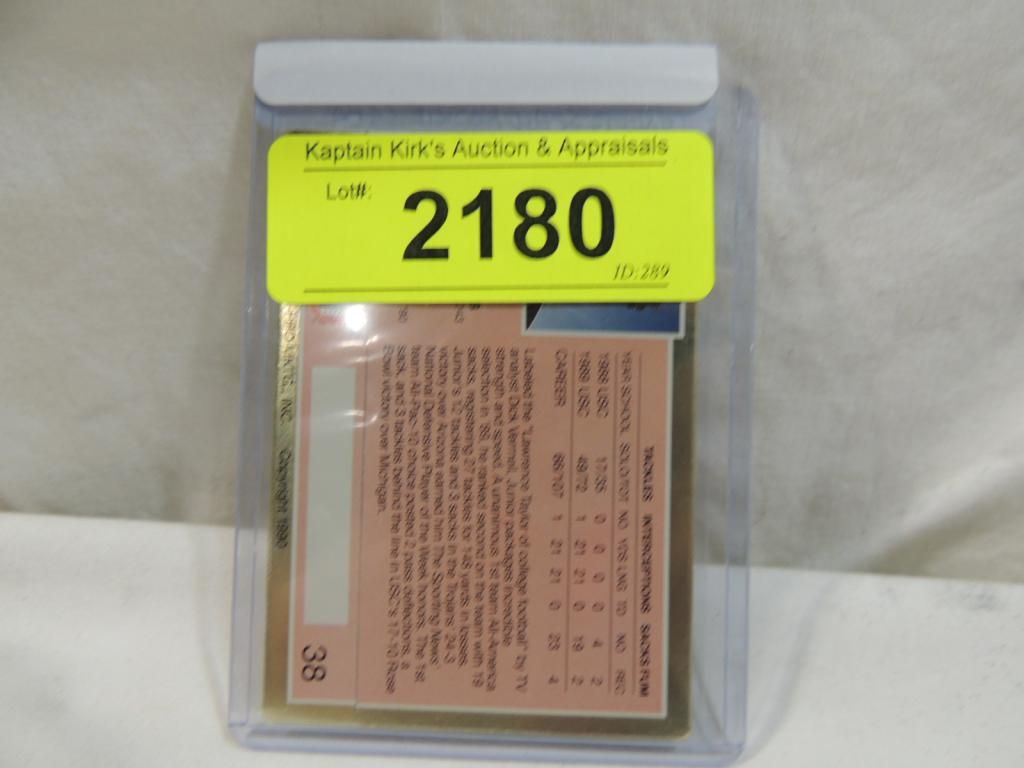 Kaptain Kirk's Auction & Appraisals
Lot#:
2180
ID:289
TACKLES INTERCEPTIONS SACKS FUM
YEAR SCHOOL SOLO/TOT NO YDS LNG TD NO REC
1988 USC 17/35 0 0 0 0 4 2
1989 USC 49/72 1 21 21 0 19 2
CAREER 66/107 1 21 21 0 23 4
Labeled the "Lawrence Taylor of college football" by TV
analyst Dick Vermeil, Junior packages incredible
strength and speed. A unanimous 1st team All-America
selection in '89, he ranked second on the team with 19
sacks, registering 27 tackles for 148 yards in losses.
Junior's 12 tackles and 3 sacks in the Trojans' 24-3
victory over Arizona earned him The Sporting News'
National Defensive Player of the Week honors. The 1st
team All-Pac-10 choice posted 2 pass deflections, a
sack, and 3 tackles behind the line in USC's 17-10 Rose
Bowl victory over Michigan.
38
INC. Copyright 1990